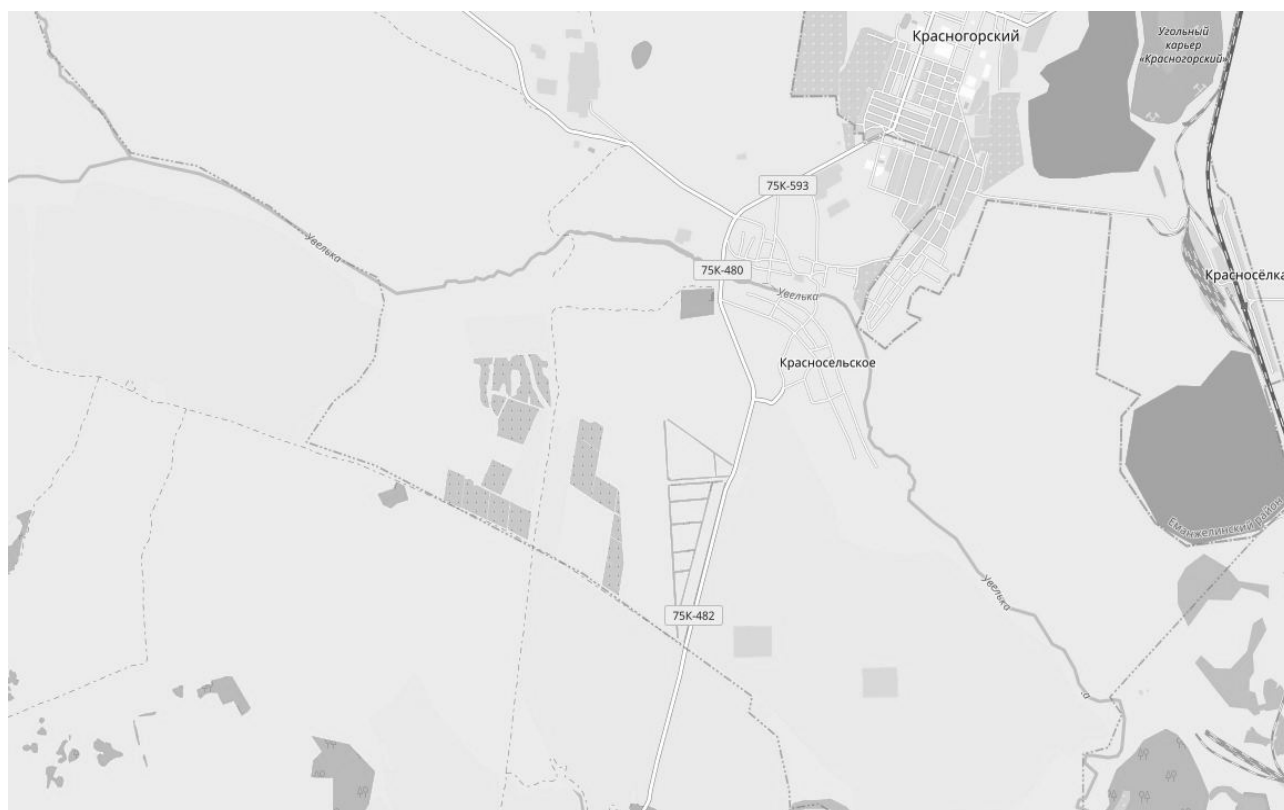 Красногорский
Угольный
карьер
«Красногорский»
75К-593
Увелька
75К-480
Красносёлка
Увелька
Красносельское
Еманжелинский район
Увелька
75К-482